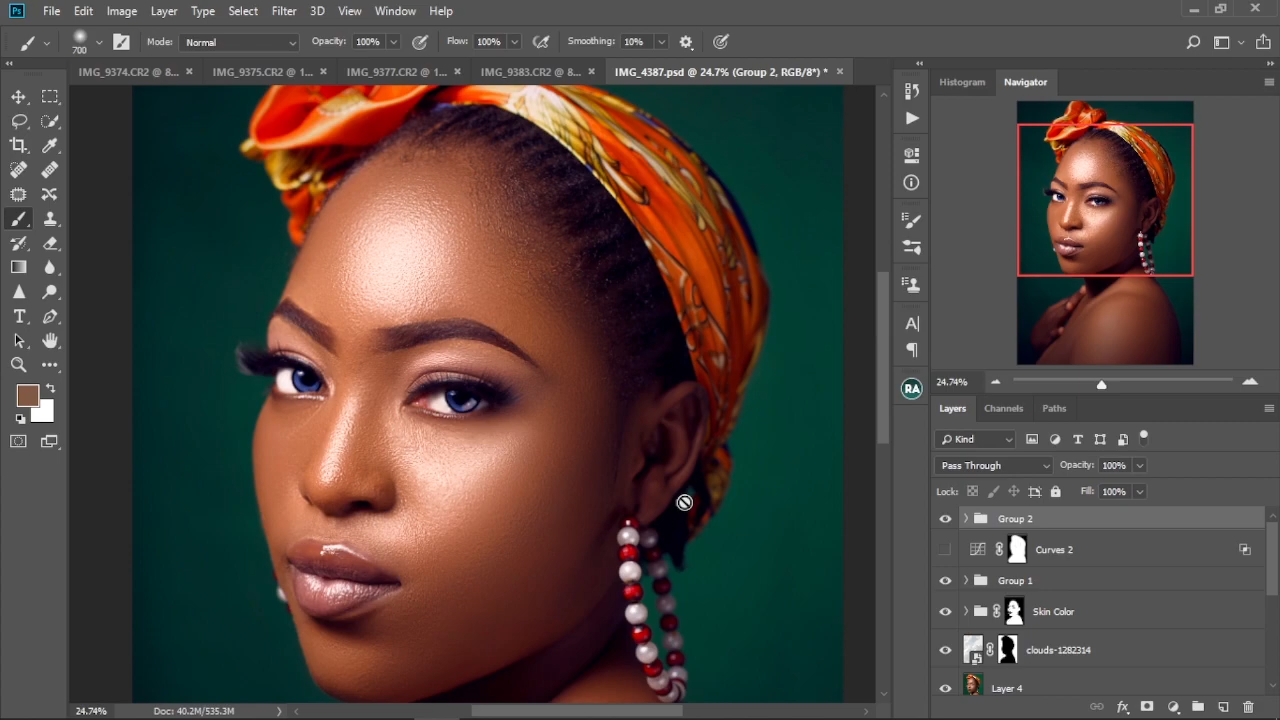 Ps File Edit Image Layer Type Select Filter 3D View Window Help
700 Mode: Normal Opacity: 100% Flow: 100% Smoothing: 10%
IMG_9374.CR2 @ 8... × IMG_9375.CR2 @ 1... × IMG_9377.CR2 @ 1... × IMG_9383.CR2 @ 8... × IMG_4387.psd @ 24.7% (Group 2, RGB/8*) * ×
Histogram Navigator
24.74%
RA
Layers Channels Paths
Kind
Pass Through Opacity: 100%
Lock: Fill: 100%
Group 2
Curves 2
Group 1
Skin Color
clouds-1282314
Layer 4
24.74% Doc: 40.2M/535.3M